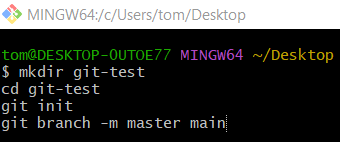 MINGW64:/c/Users/tom/Desktop
tom@DESKTOP-OUTOE77 MINGW64 ~/Desktop
$ mkdir git-test
cd git-test
git init
git branch -m master main